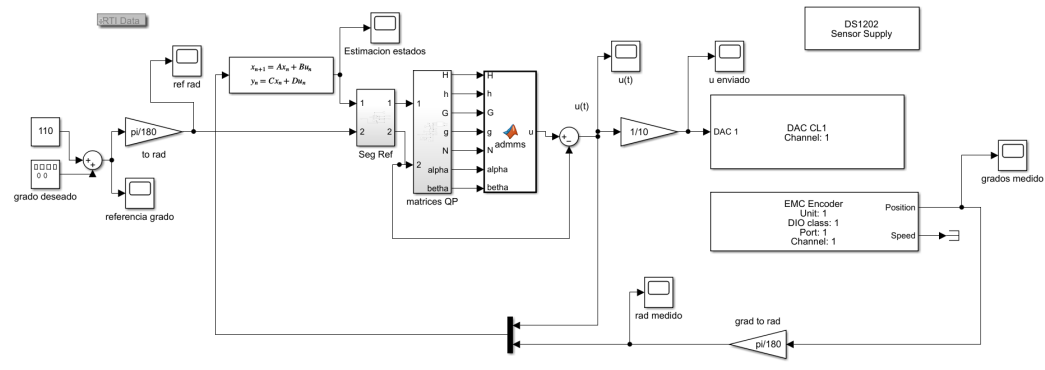 RTI Data
DS1202
Sensor Supply
Estimacion estados
x_{n+1} = Ax_n + Bu_n
y_n = Cx_n + Du_n
ref rad
u(t)
u enviado
110
pi/180
to rad
grado deseado
referencia grado
1
2
1
2
Seg Ref
1
2
H
h
G
g
N
alpha
betha
matrices QP
H
h
G
g
N
alpha
betha
u
admms
u(t)
1/10
DAC 1
DAC CL1
Channel: 1
grados medido
EMC Encoder
Unit: 1
DIO class: 1
Port: 1
Channel: 1
Position
Speed
rad medido
grad to rad
pi/180